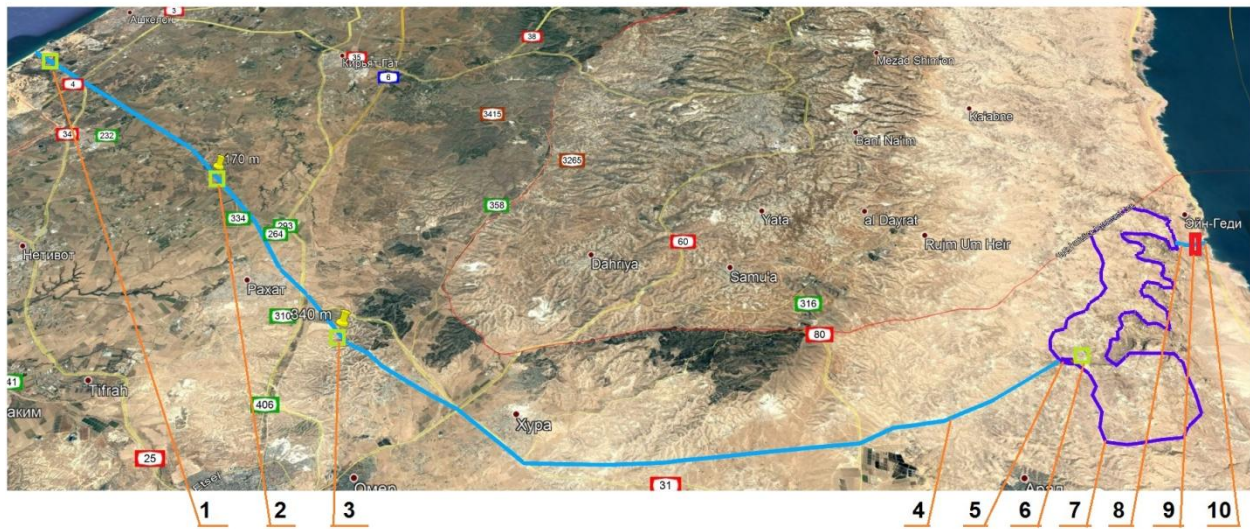 Ашкелон
3
38
35
Кирьят-Гат
6
Mezad Shim'on
4
Ka'abne
3415
34
232
Bani Na'im
3265
170 m
358
Yata
al Dayrat
Эйн-Геди
334
293
264
60
Rujm Um Heir
Нетивот
Dahriya
Samu'a
Рахат
310
340 m
316
80
41
Tifrah
аким
406
Хура
25
31
Омер
Арад
1 2 3 4 5 6 7 8 9 10